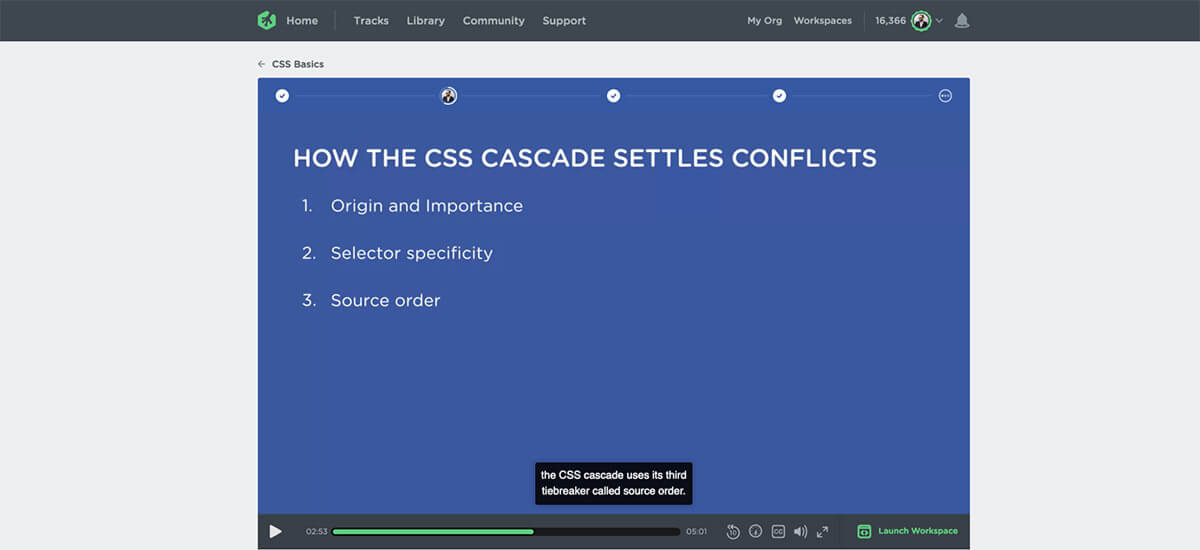 Home Tracks Library Community Support My Org Workspaces 16,366
← CSS Basics
HOW THE CSS CASCADE SETTLES CONFLICTS
1. Origin and Importance
2. Selector specificity
3. Source order
the CSS cascade uses its third
tiebreaker called source order.
02:53 05:01 10 CC Launch Workspace